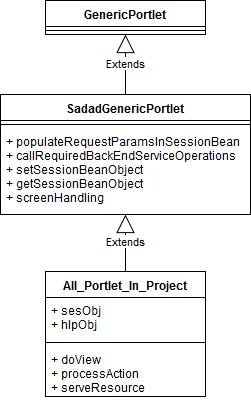 GenericPortlet
Extends
SadadGenericPortlet
+ populateRequestParamsInSessionBean
+ callRequiredBackEndServiceOperations
+ setSessionBeanObject
+ getSessionBeanObject
+ screenHandling
Extends
All_Portlet_In_Project
+ sesObj
+ hlpObj
+ doView
+ processAction
+ serveResource